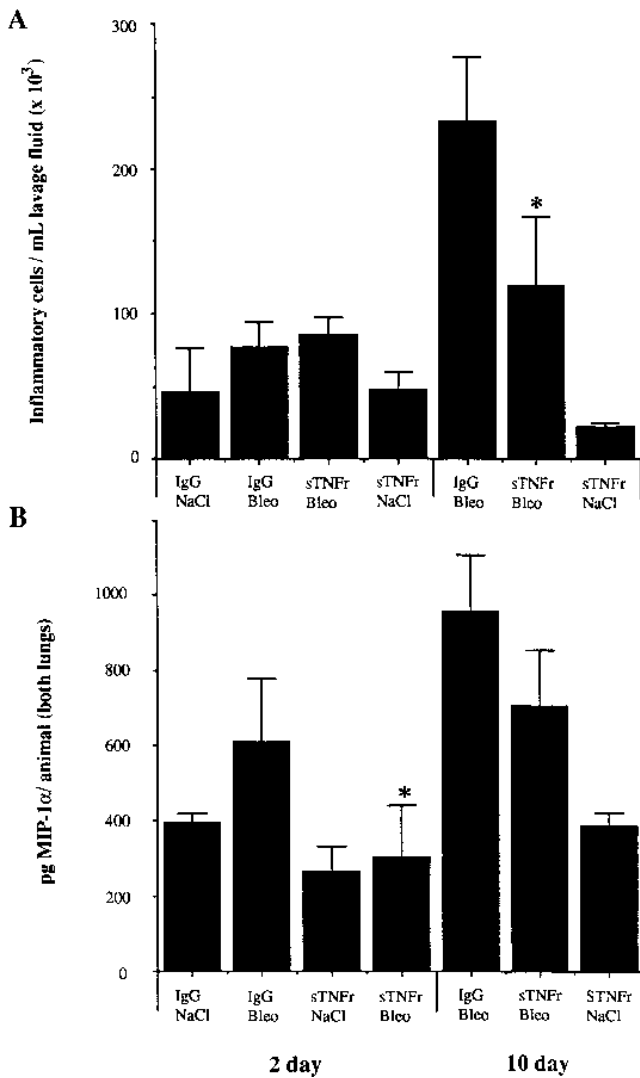 A
Inflammatory cells / mL lavage fluid (x 10³)
300
200
100
0
*
IgG NaCl
IgG Bleo
sTNFr Bleo
sTNFr NaCl
IgG Bleo
sTNFr Bleo
sTNFr NaCl
B
pg MIP-1α/ animal (both lungs)
1000
800
600
400
200
0
*
IgG NaCl
IgG Bleo
sTNFr NaCl
sTNFr Bleo
IgG Bleo
sTNFr Bleo
STNFr NaCl
2 day
10 day